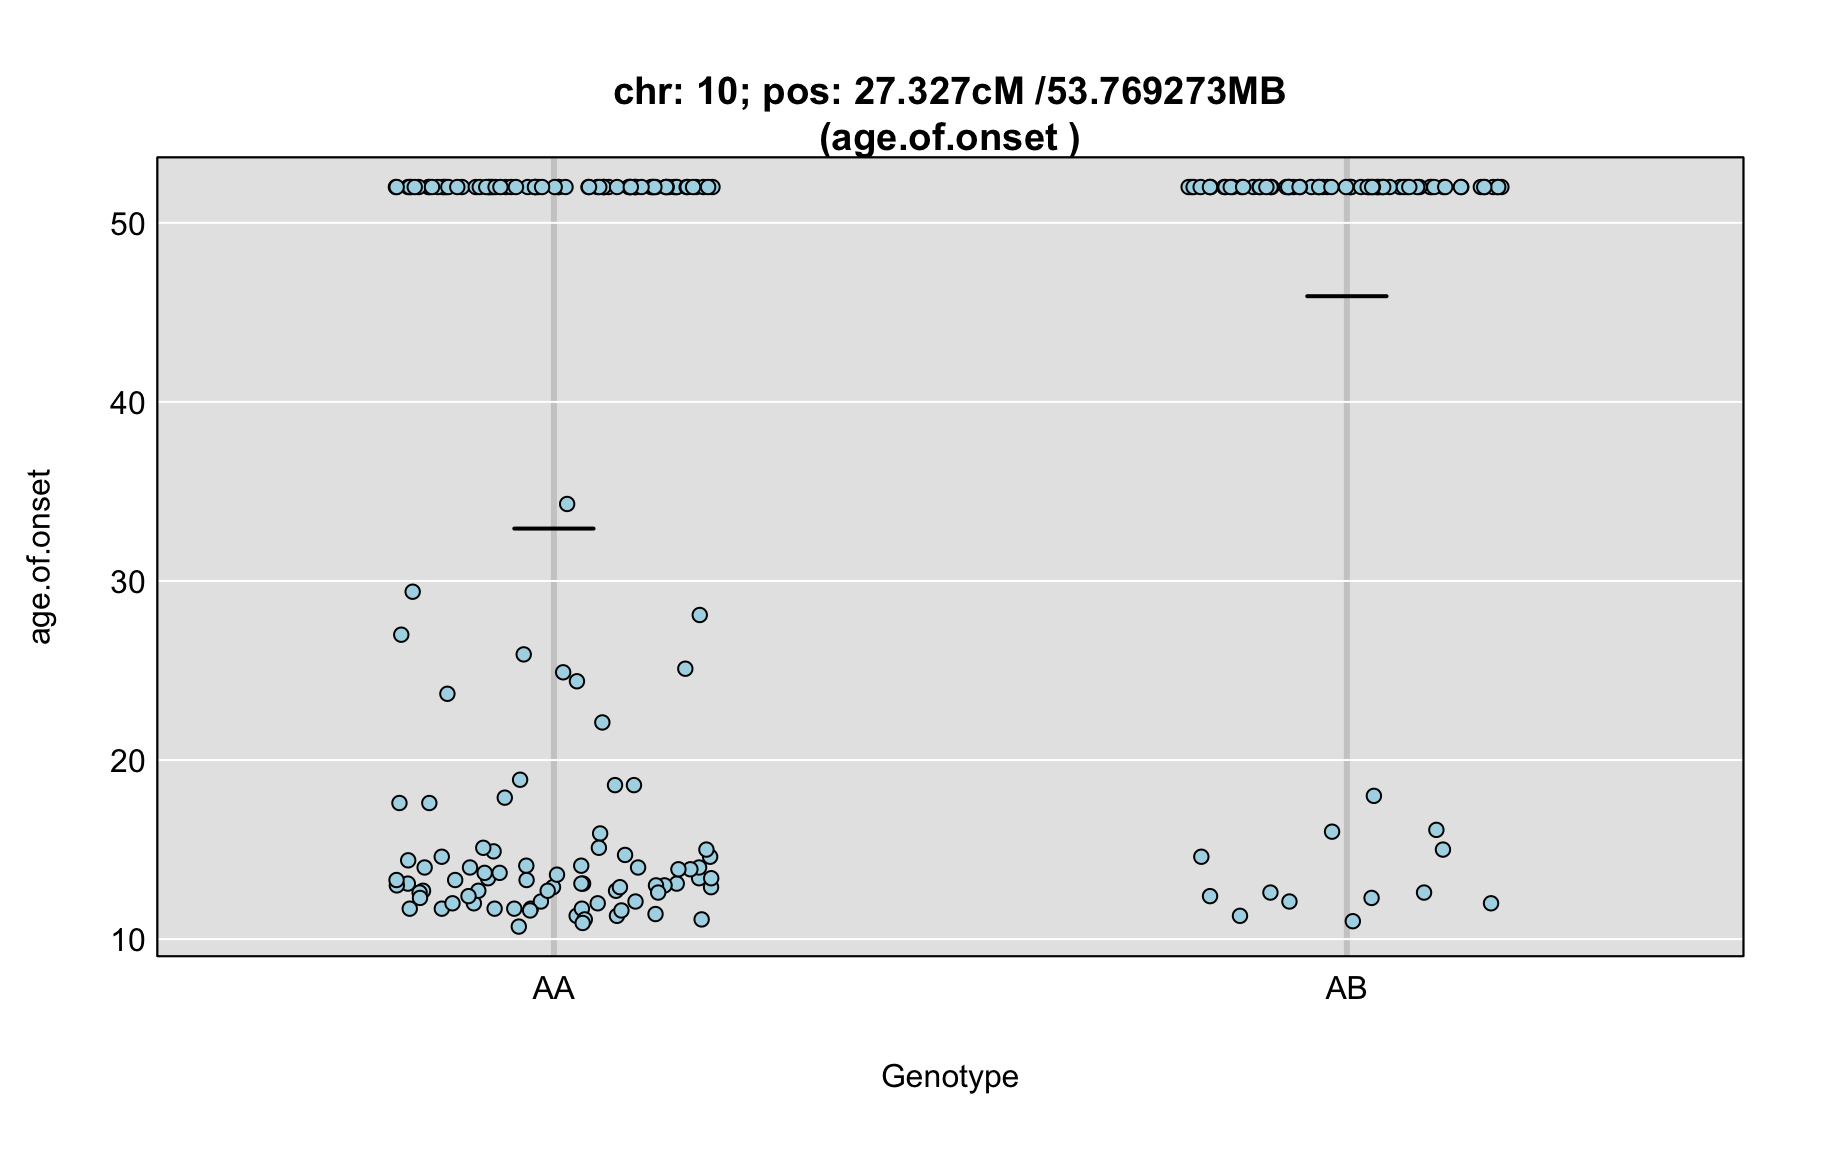 chr: 10; pos: 27.327cM /53.769273MB
(age.of.onset )
age.of.onset
50
40
30
20
10
AA AB
Genotype